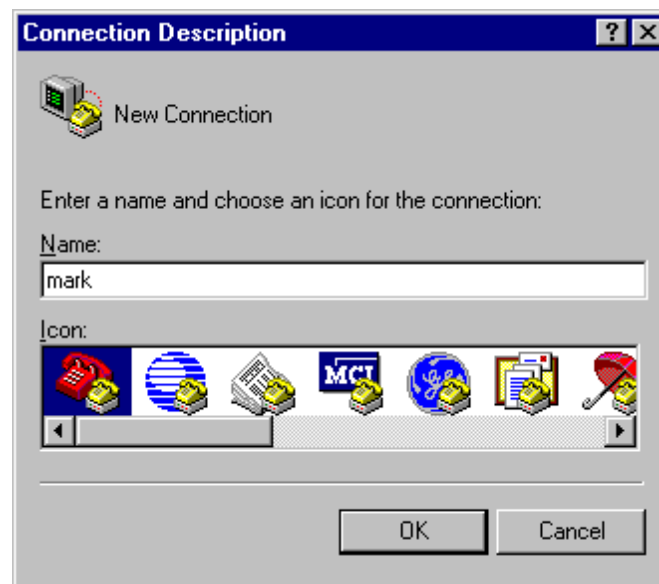 Connection Description
New Connection
Enter a name and choose an icon for the connection:
Name:
mark
Icon:
MCI
OK Cancel